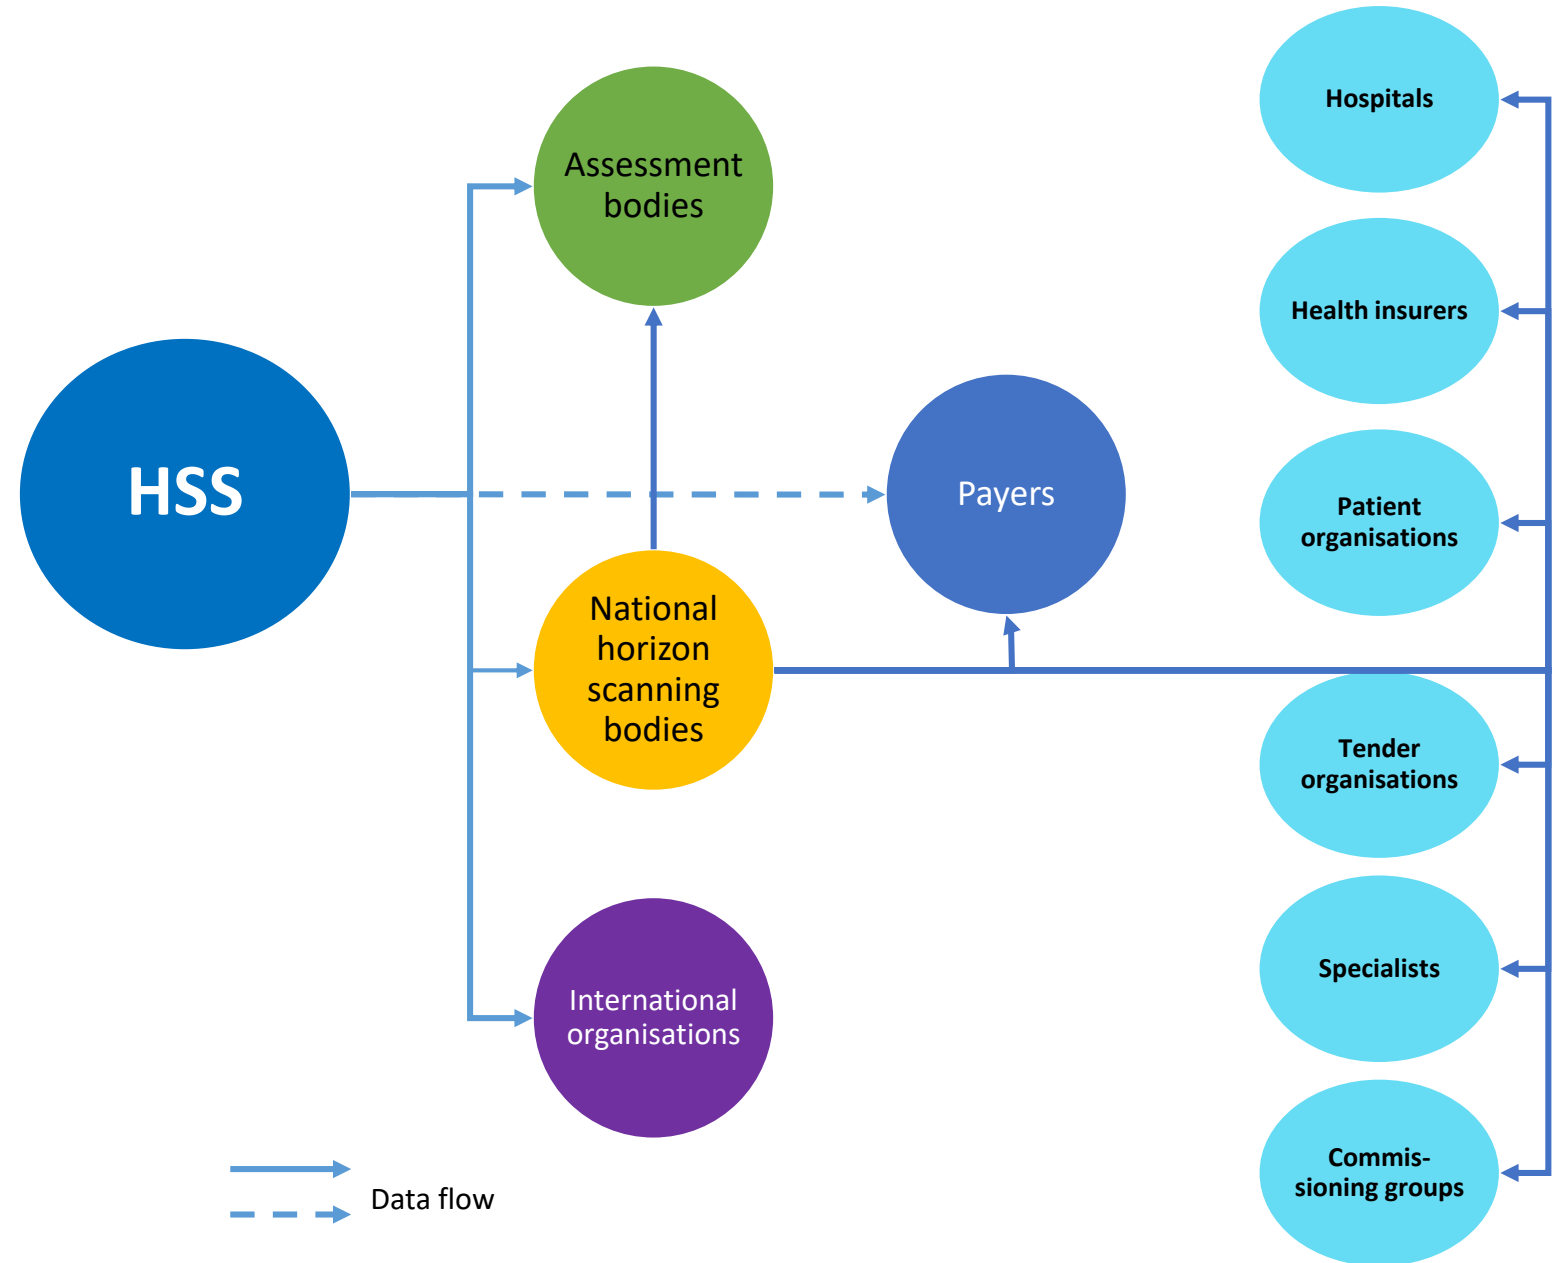 HSS
Assessment
bodies
National
horizon
scanning
bodies
International
organisations
Payers
Hospitals
Health insurers
Patient
organisations
Tender
organisations
Specialists
Commis-
sioning groups
Data flow